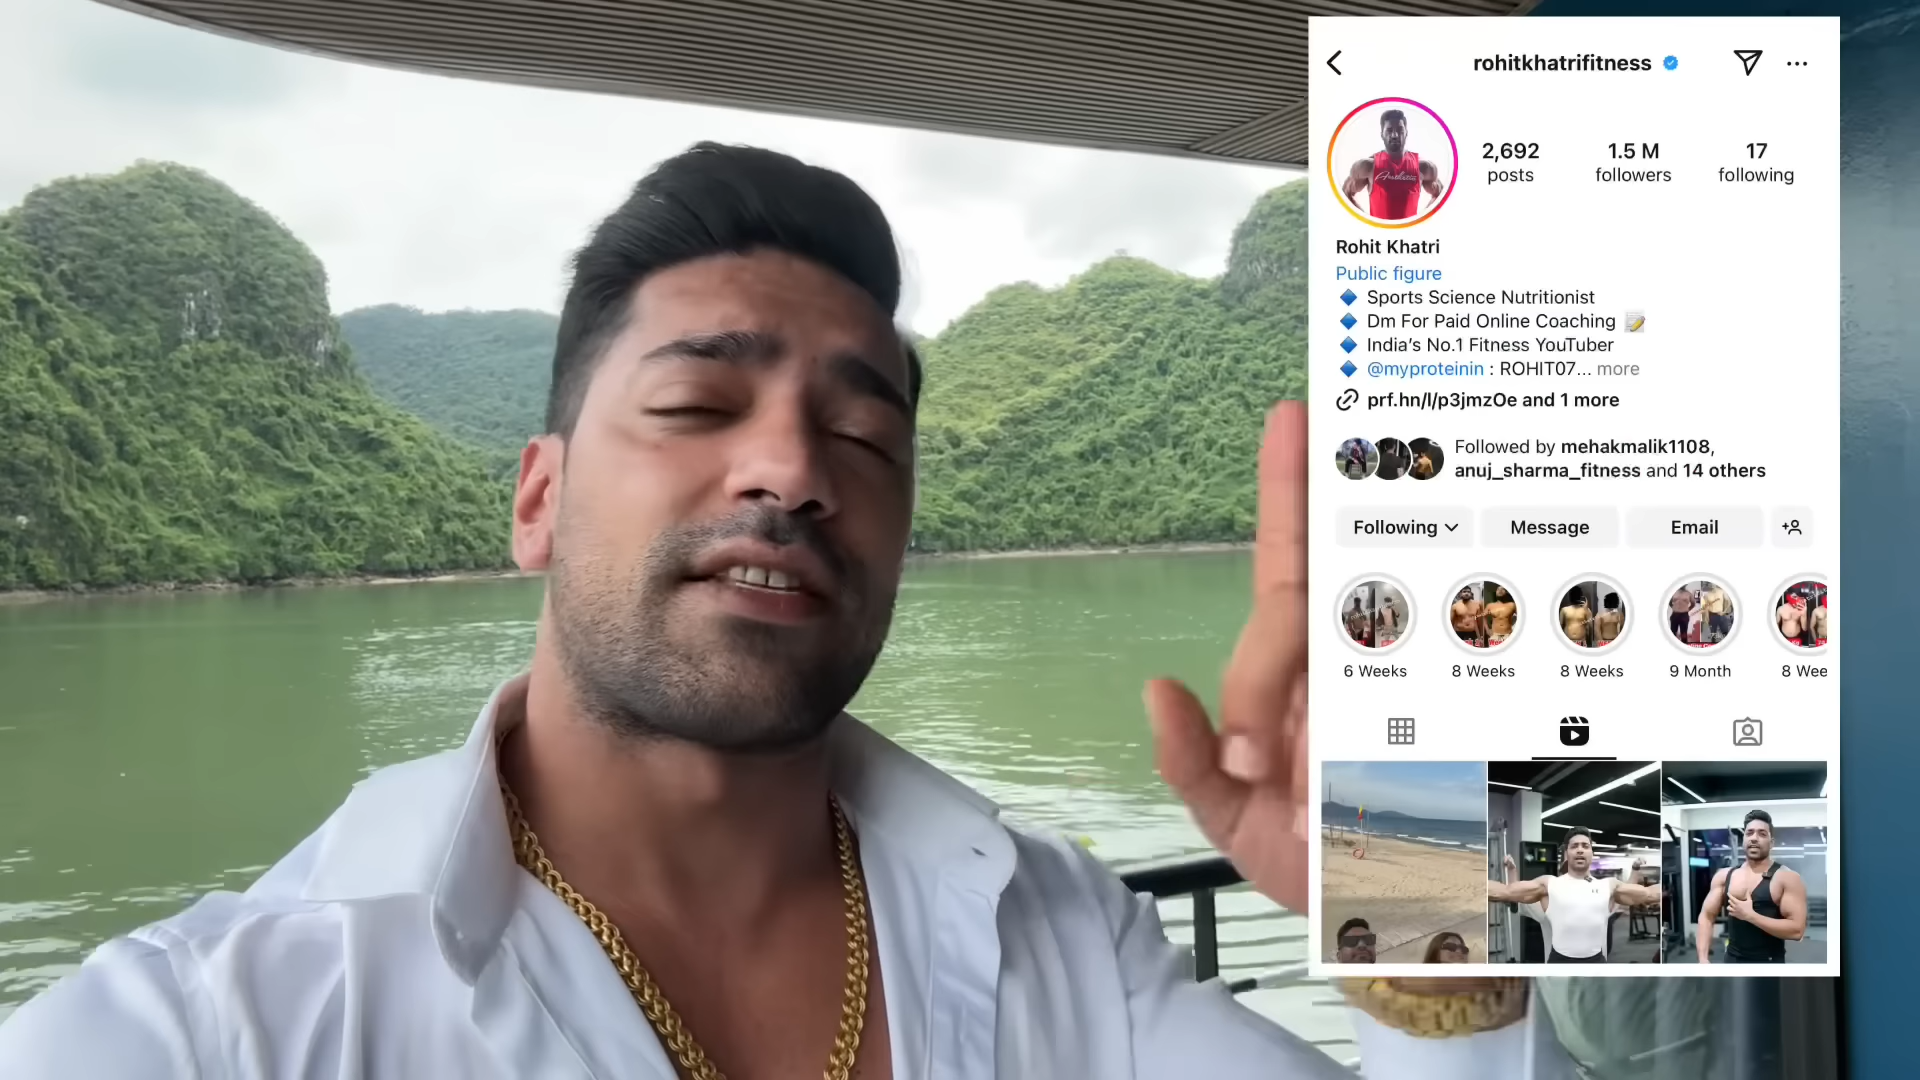 rohitkhatrifitness
2,692 1.5 M 17
posts followers following
Rohit Khatri
Public figure
Sports Science Nutritionist
Dm For Paid Online Coaching
India’s No.1 Fitness YouTuber
@myproteinin : ROHIT07... more
prf.hn/l/p3jmzOe and 1 more
Followed by mehakmalik1108,
anuj_sharma_fitness and 14 others
Following Message Email
6 Weeks 8 Weeks 8 Weeks 9 Month 8 Wee